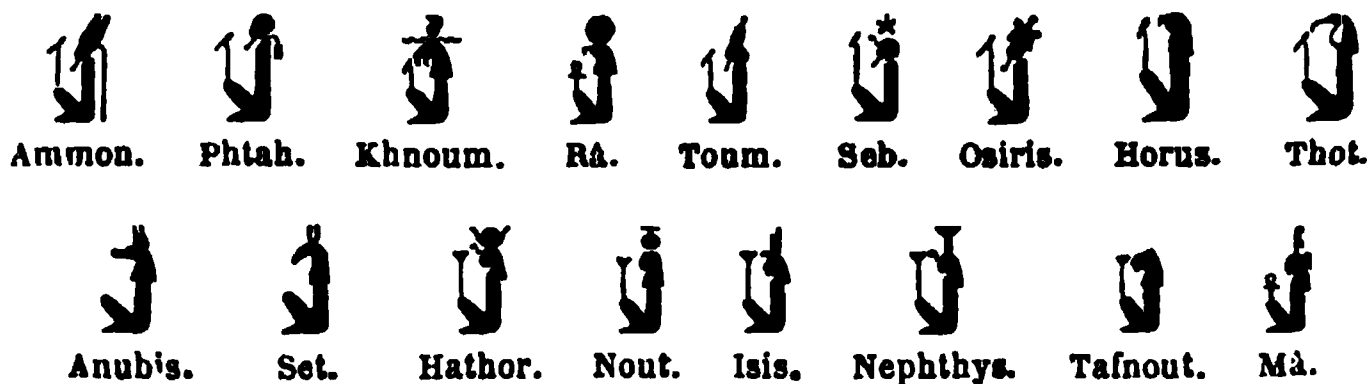 Ammon. Phtah. Khnoum. Râ. Toum. Seb. Osiris. Horus. Thot.
Anubis. Set. Hathor. Nout. Isis. Nephthys. Tafnout. Mâ.